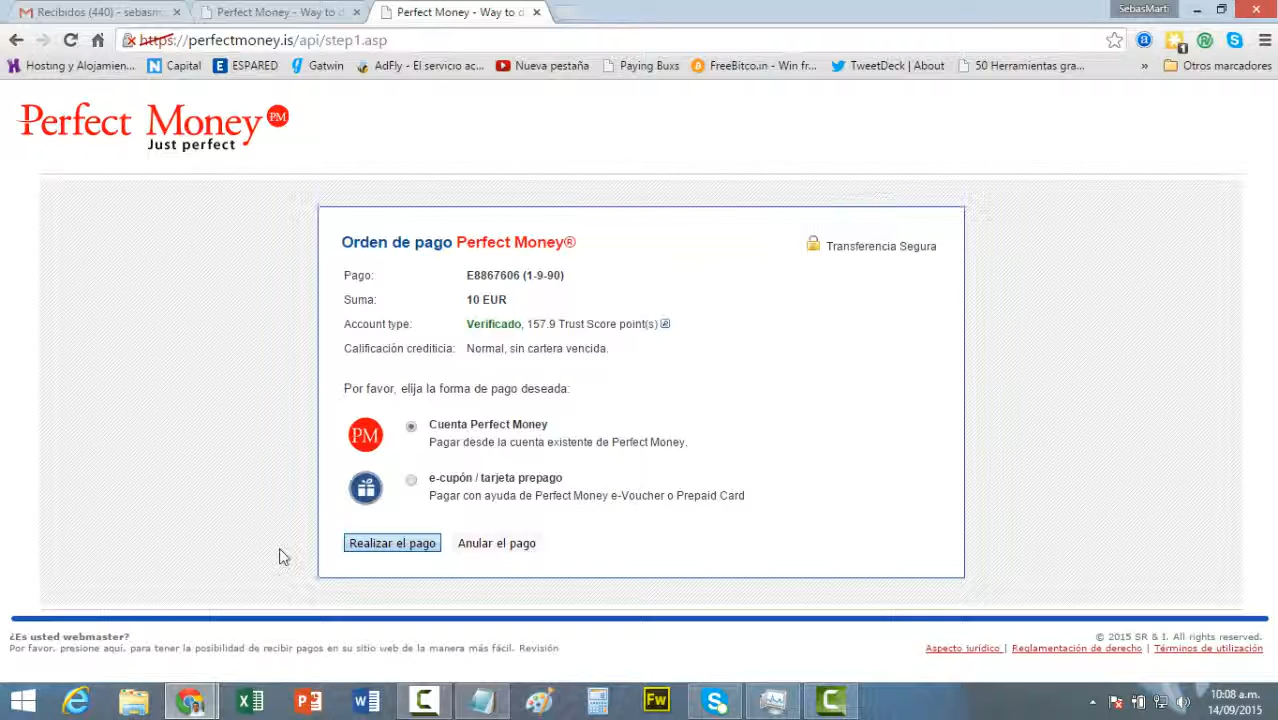 Recibidos (440) - sebasm
Perfect Money - Way to d
Perfect Money - Way to d
SebasMarti
https://perfectmoney.is/api/step1.asp
Hosting y Alojamien...
Capital
ESPARED
Gatwin
AdFly - El servicio ac...
Nueva pestaña
Paying Buxs
FreeBitco.in - Win fr...
TweetDeck | About
50 Herramientas gra...
»
Otros marcadores
Perfect Money PM
Just perfect
Orden de pago Perfect Money®
Transferencia Segura
Pago: E8867606 (1-9-90)
Suma: 10 EUR
Account type: Verificado, 157.9 Trust Score point(s)
Calificación crediticia: Normal, sin cartera vencida.
Por favor, elija la forma de pago deseada:
PM
Cuenta Perfect Money
Pagar desde la cuenta existente de Perfect Money.
e-cupón / tarjeta prepago
Pagar con ayuda de Perfect Money e-Voucher o Prepaid Card
Realizar el pago
Anular el pago
¿Es usted webmaster?
Por favor, presione aquí, para tener la posibilidad de recibir pagos en su sitio web de la manera más fácil. Revisión
© 2015 SR & I. All rights reserved.
Aspecto jurídico | Reglamentación de derecho | Términos de utilización
Fw
10:08 a.m.
14/09/2015